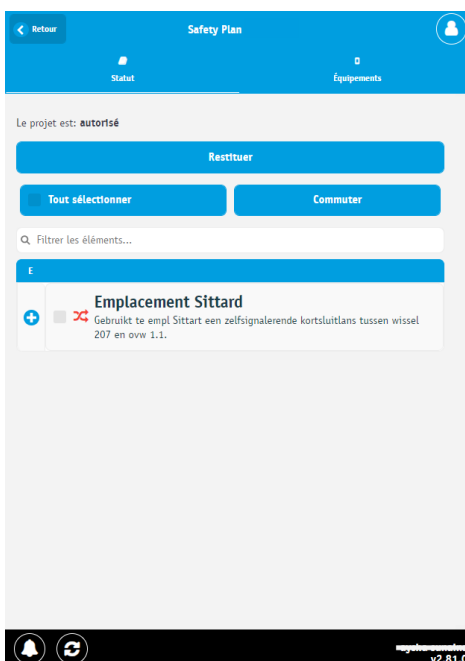 Retour
Safety Plan
Statut
Équipements
Le projet est: autorisé
Restituer
Tout sélectionner
Commuter
Filtrer les éléments...
E
Emplacement Sittard
Gebruikt te empl Sittart een zelfsignalerende kortsluitlans tussen wissel
207 en ovw 1.1.
v2.81.0